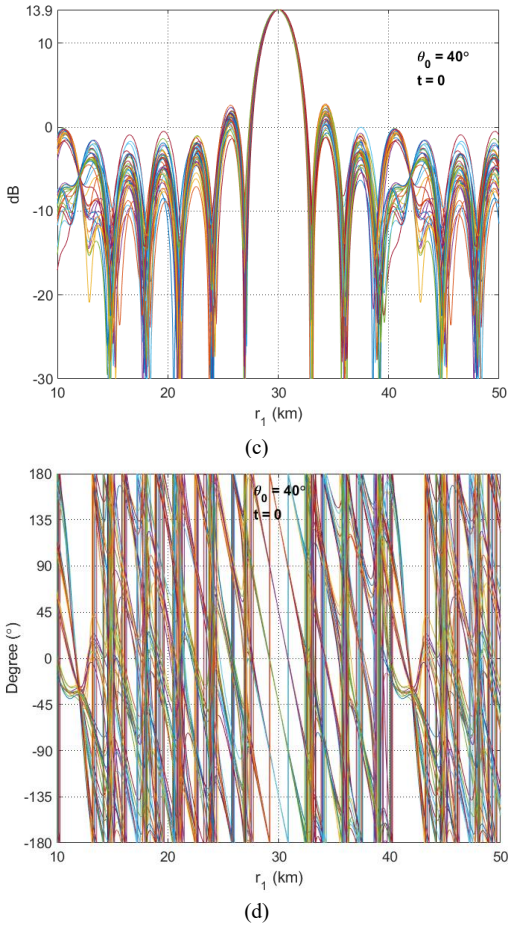 13.9
10
0
-10
-20
-30
dB
θ0 = 40°
t = 0
10 20 30 40 50
r1 (km)
(c)
180
135
90
45
0
-45
-90
-135
-180
Degree (°)
θ0 = 40°
t = 0
10 20 30 40 50
r1 (km)
(d)